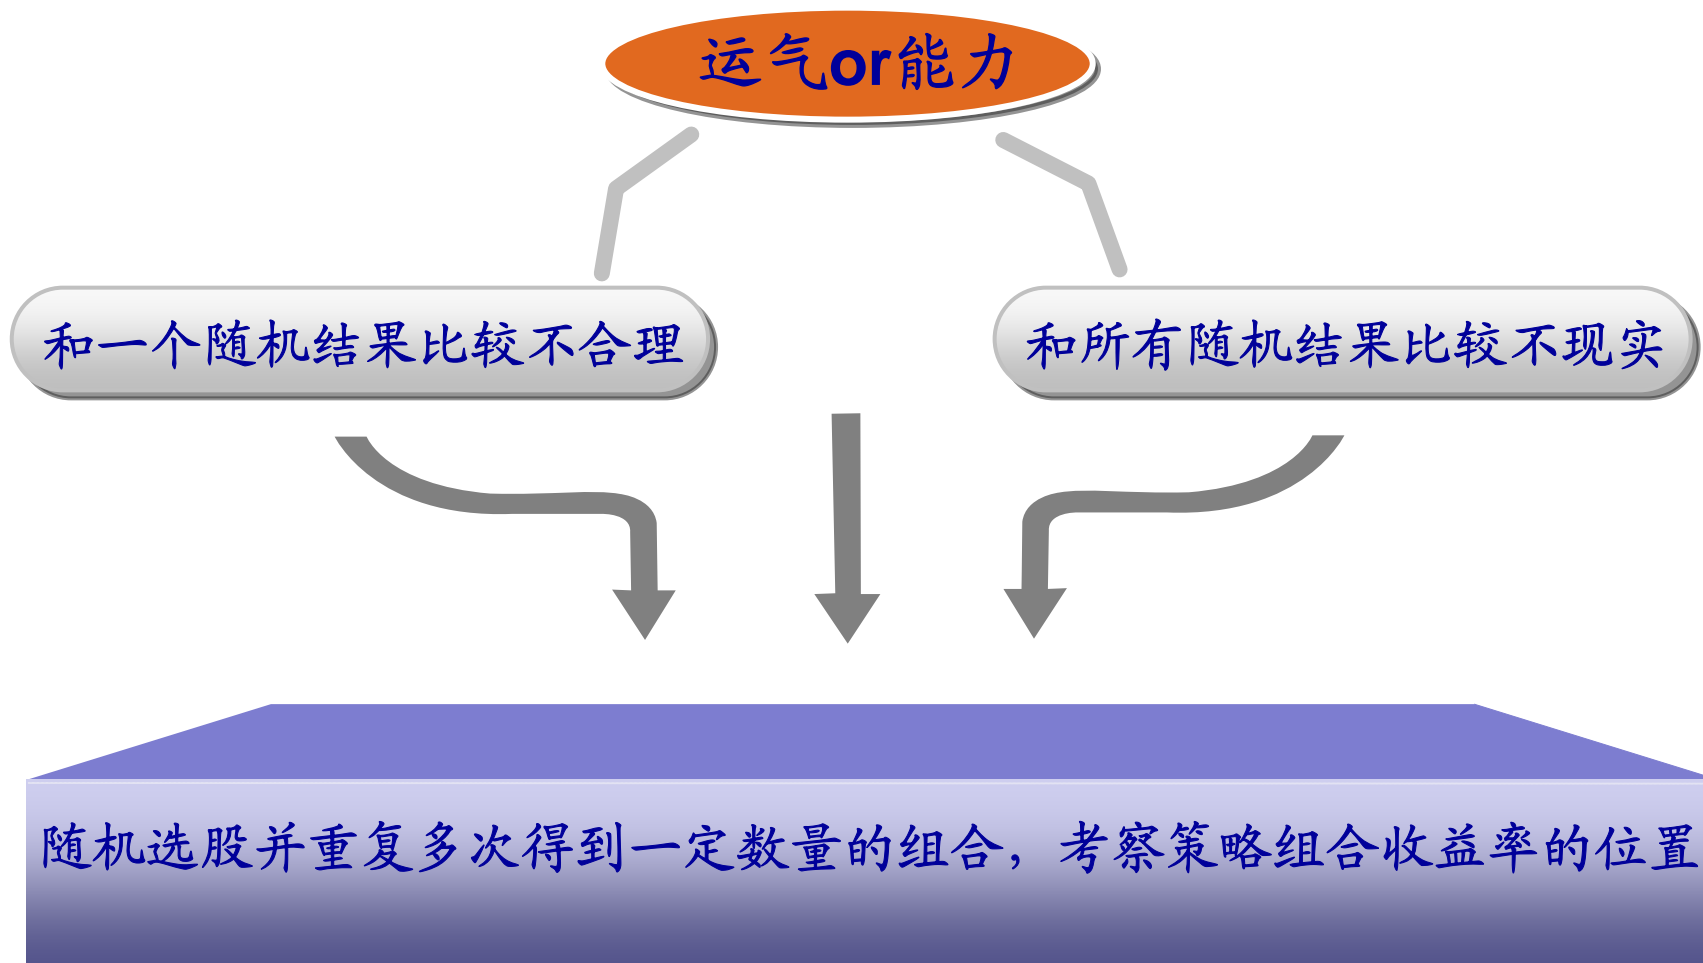 运气or能力
和一个随机结果比较不合理
和所有随机结果比较不现实
随机选股并重复多次得到一定数量的组合，考察策略组合收益率的位置